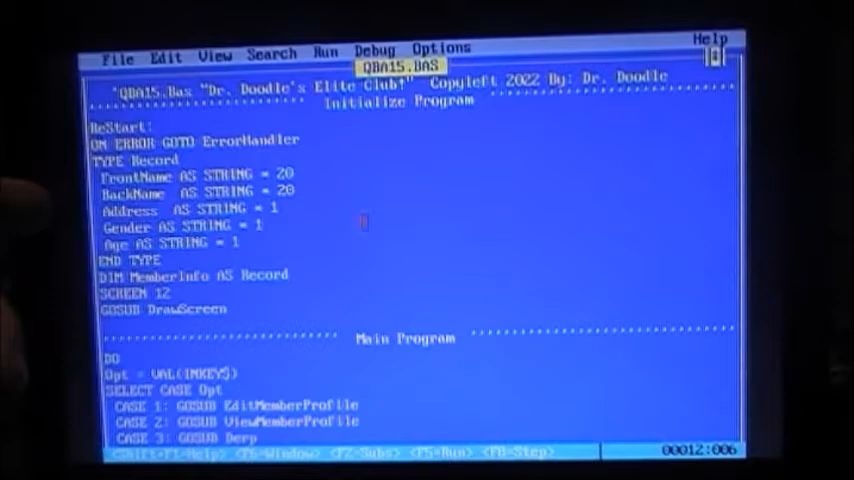 File Edit View Search Run Debug Options Help
QBA15.BAS
'QBA15.Bas "Dr. Doodle's Elite Club!" Copyleft 2022 By: Dr. Doodle
Initialize Program
ReStart:
ON ERROR GOTO ErrorHandler
TYPE Record
FrontName AS STRING * 20
BackName AS STRING * 20
Address AS STRING * 1
Gender AS STRING * 1
Age AS STRING * 1
END TYPE
DIM MemberInfo AS Record
SCREEN 12
GOSUB DrawScreen
Main Program
DO
Opt = VAL(INKEY$)
SELECT CASE Opt
CASE 1: GOSUB EditMemberProfile
CASE 2: GOSUB ViewMemberProfile
CASE 3: GOSUB Derp
<Shift+F1=Help> <F6=Window> <F2=Subs> <F5=Run> <F8=Step> 00012:006